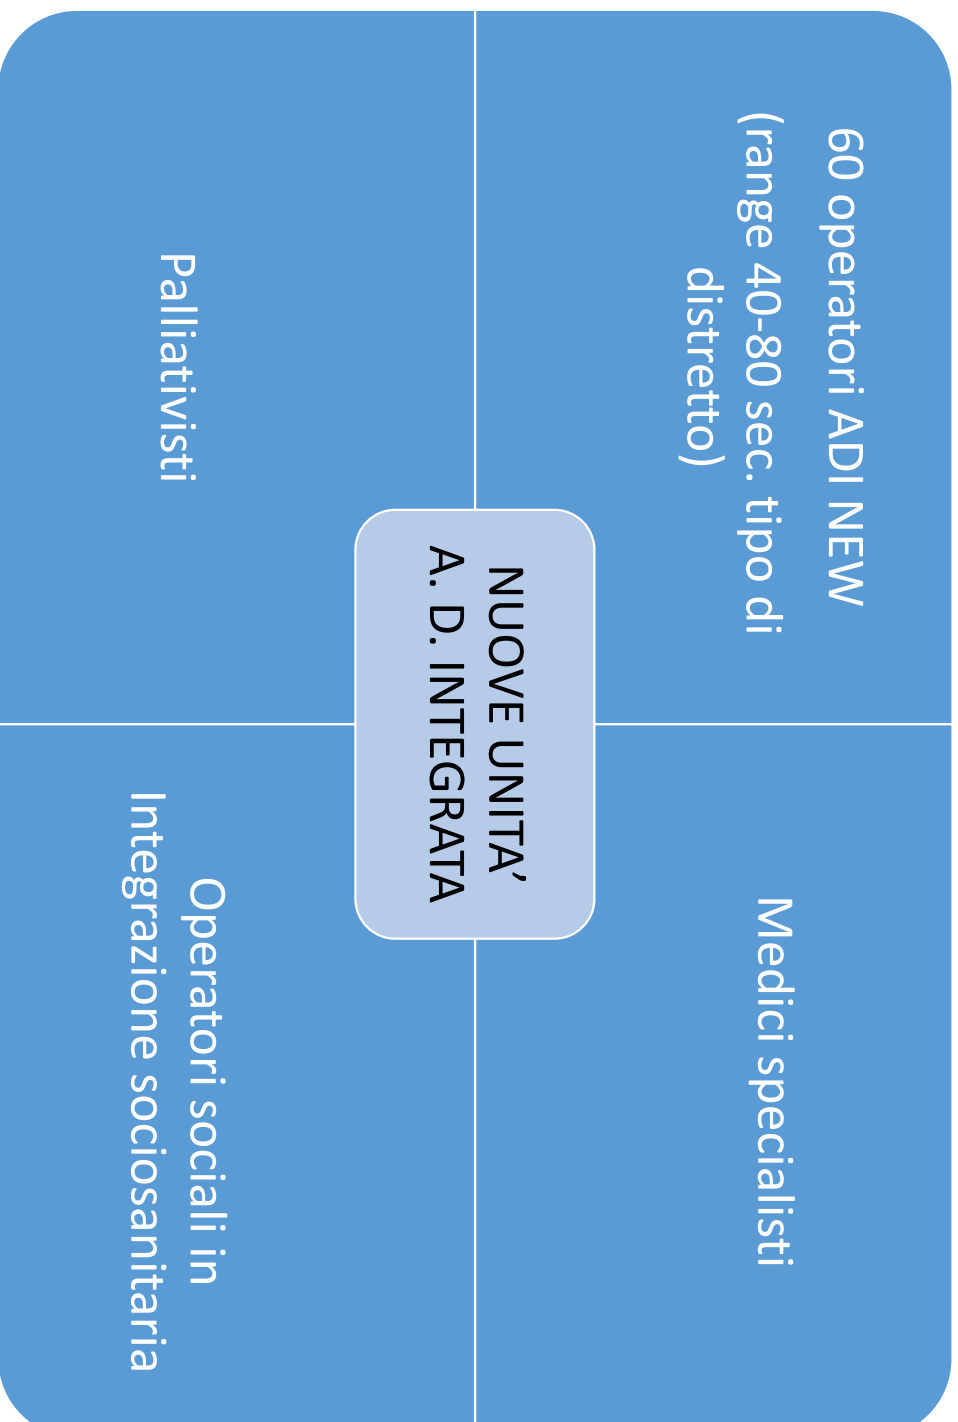 60 operatori ADI NEW
(range 40-80 sec. tipo di
distretto)
Medici specialisti
NUOVE UNITA’
A. D. INTEGRATA
Palliativisti
Operatori sociali in
Integrazione sociosanitaria